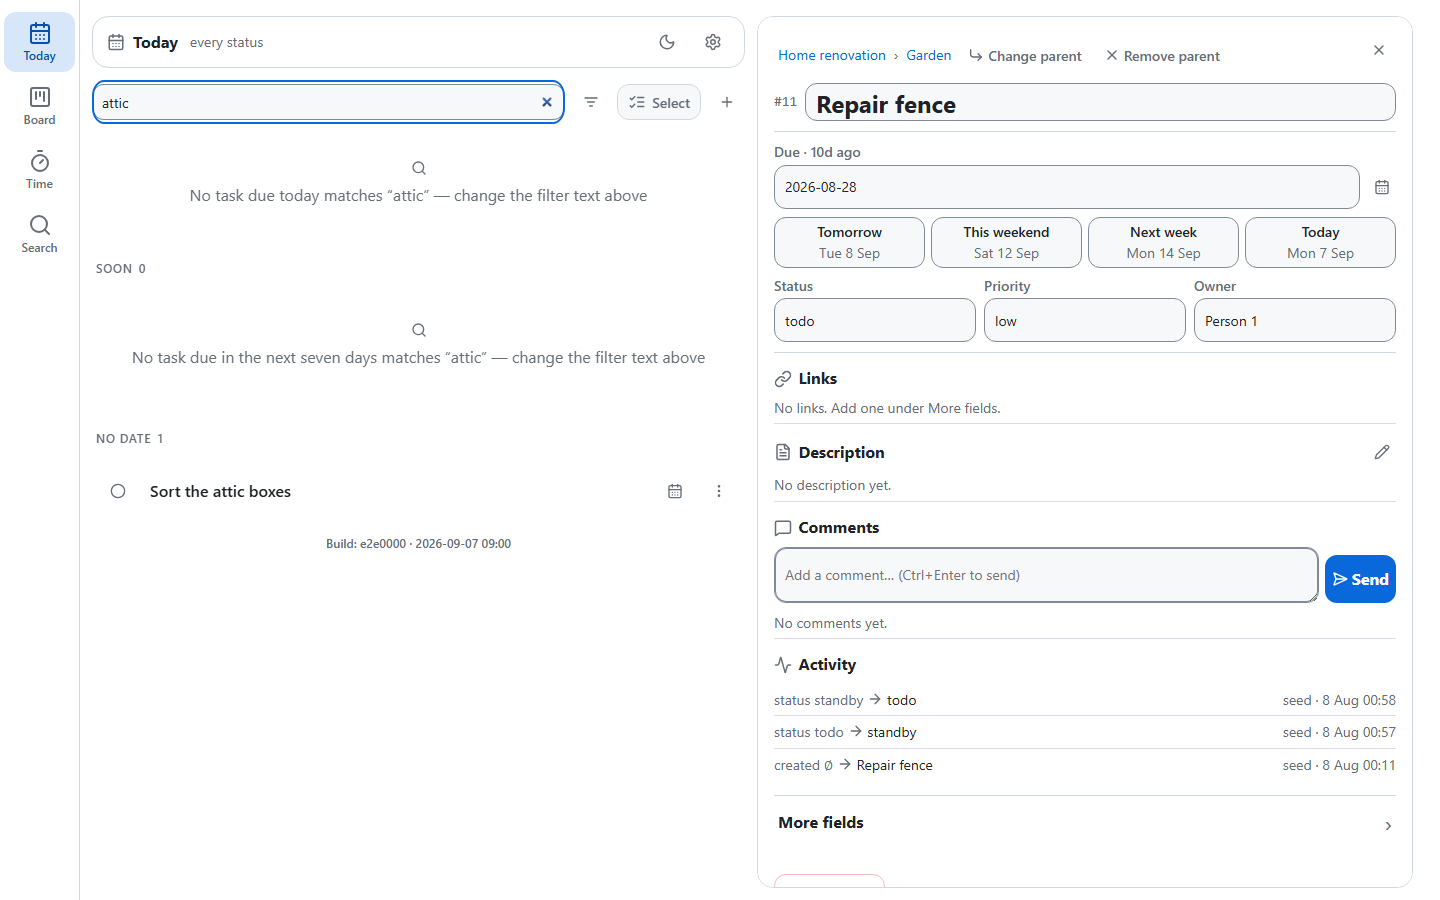 Today
Board
Time
Search
Today every status
attic
Select
No task due today matches “attic” — change the filter text above
SOON 0
No task due in the next seven days matches “attic” — change the filter text above
NO DATE 1
Sort the attic boxes
Build: e2e0000 · 2026-09-07 09:00
Home renovation › Garden Change parent Remove parent
#11 Repair fence
Due · 10d ago
2026-08-28
Tomorrow
Tue 8 Sep
This weekend
Sat 12 Sep
Next week
Mon 14 Sep
Today
Mon 7 Sep
Status
todo
Priority
low
Owner
Person 1
Links
No links. Add one under More fields.
Description
No description yet.
Comments
Add a comment... (Ctrl+Enter to send)
Send
No comments yet.
Activity
status standby → todo seed · 8 Aug 00:58
status todo → standby seed · 8 Aug 00:57
created ∅ → Repair fence seed · 8 Aug 00:11
More fields